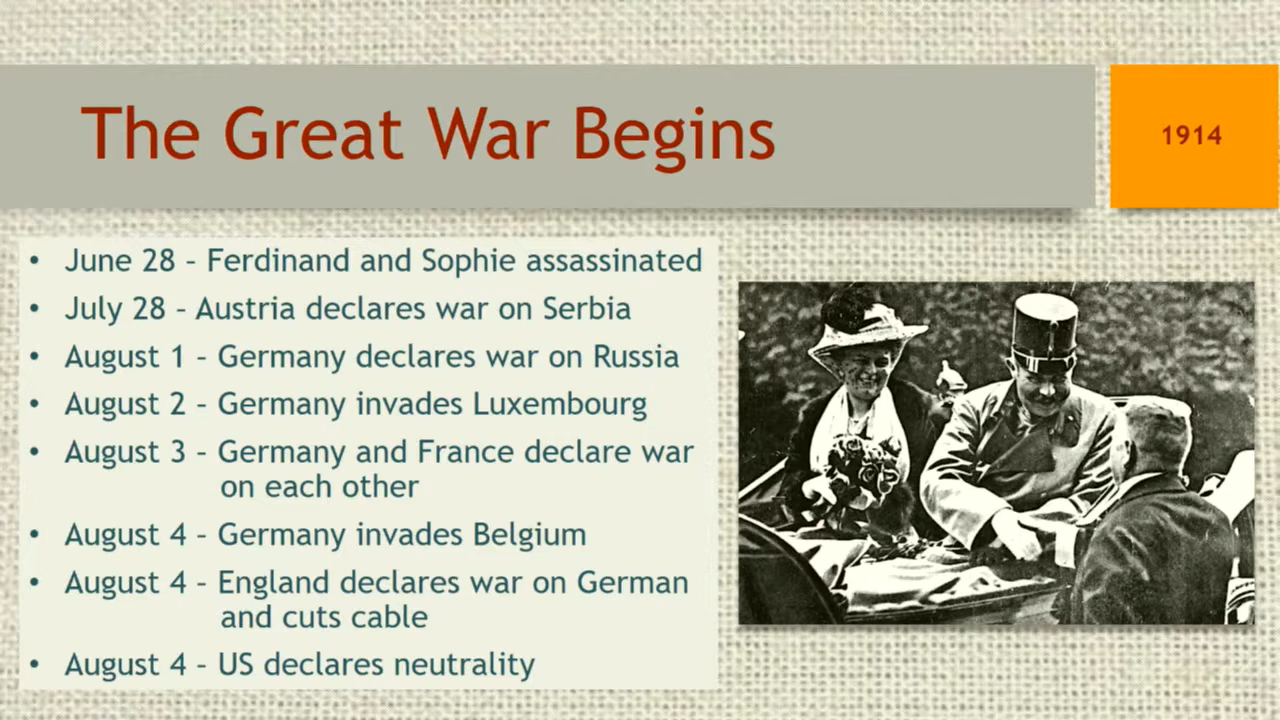 The Great War Begins
1914
• June 28 – Ferdinand and Sophie assassinated
• July 28 – Austria declares war on Serbia
• August 1 – Germany declares war on Russia
• August 2 – Germany invades Luxembourg
• August 3 – Germany and France declare war
on each other
• August 4 – Germany invades Belgium
• August 4 – England declares war on German
and cuts cable
• August 4 – US declares neutrality